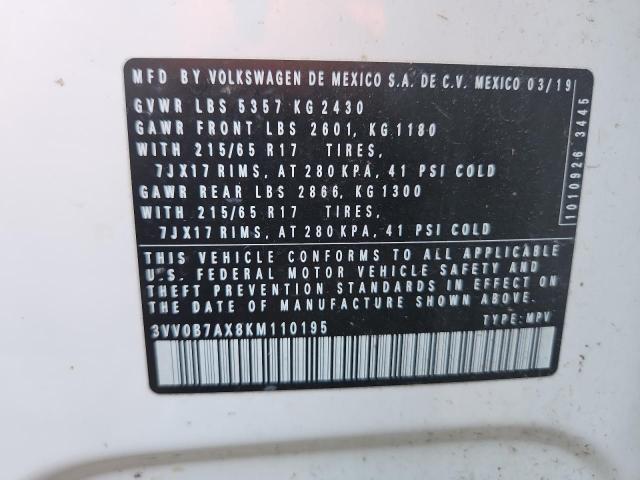 MFD BY VOLKSWAGEN DE MEXICO S.A. DE C.V. MEXICO 03/19
GVWR LBS 5357 KG 2430
GAWR FRONT LBS 2601, KG 1180
WITH 215/65 R17 TIRES,
7JX17 RIMS, AT 280 KPA, 41 PSI COLD
GAWR REAR LBS 2866, KG 1300
WITH 215/65 R17 TIRES,
7JX17 RIMS, AT 280 KPA, 41 PSI COLD
THIS VEHICLE CONFORMS TO ALL APPLICABLE
U.S. FEDERAL MOTOR VEHICLE SAFETY AND
THEFT PREVENTION STANDARDS IN EFFECT ON
THE DATE OF MANUFACTURE SHOWN ABOVE.
3VV0B7AX8KM110195 TYPE: MPV
1010926 3445